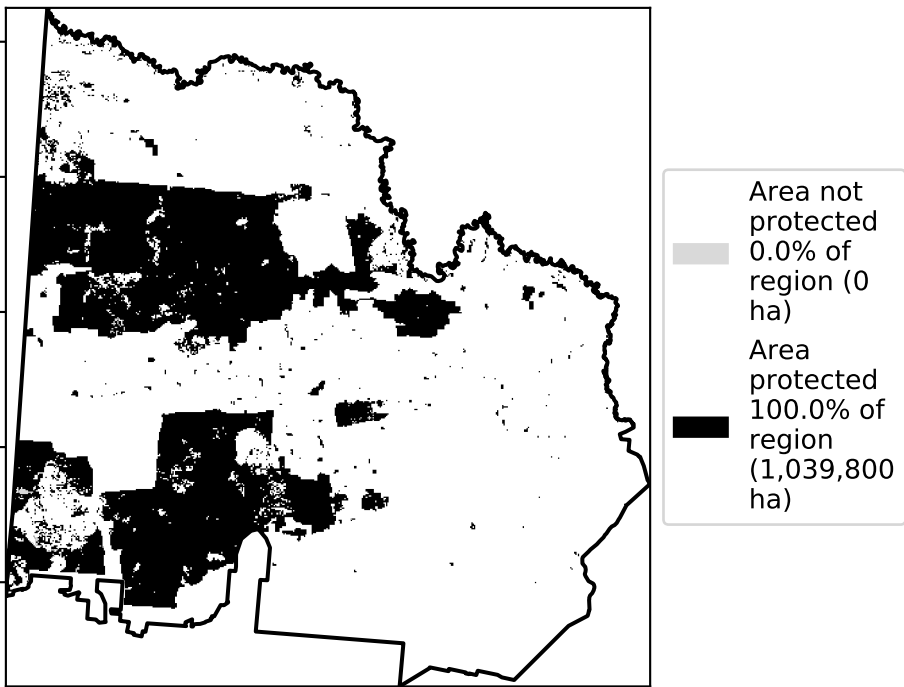 Area not
protected
0.0% of
region (0
ha)
Area
protected
100.0% of
region
(1,039,800
ha)